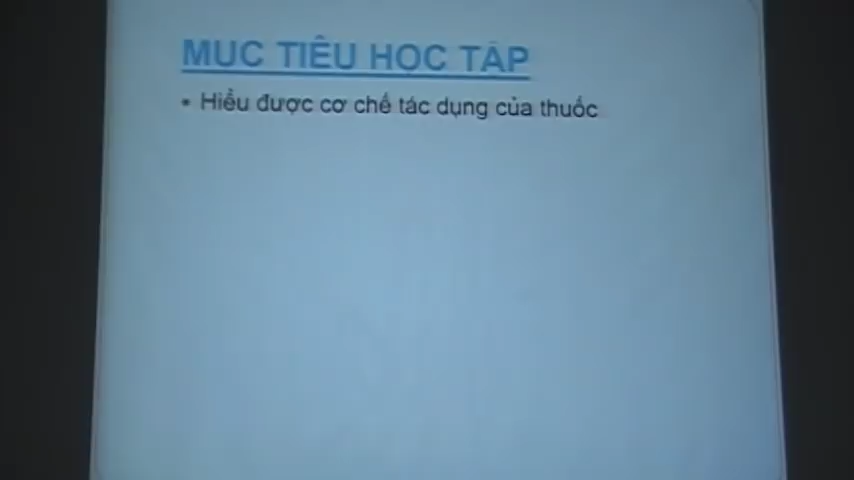 MỤC TIÊU HỌC TẬP
• Hiểu được cơ chế tác dụng của thuốc